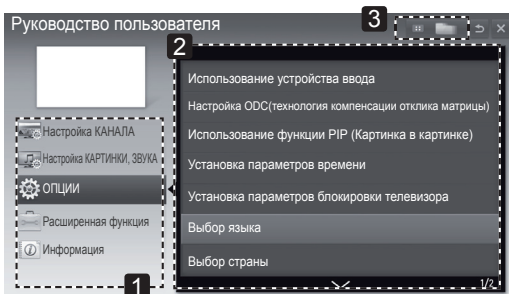 Руководство пользователя
3
2
Настройка КАНАЛА
Настройка КАРТИНКИ, ЗВУКА
ОПЦИИ
Расширенная функция
Информация
1
Использование устройства ввода
Настройка ODC(технология компенсации отклика матрицы)
Использование функции PIP (Картинка в картинке)
Установка параметров времени
Установка параметров блокировки телевизора
Выбор языка
Выбор страны
1/2